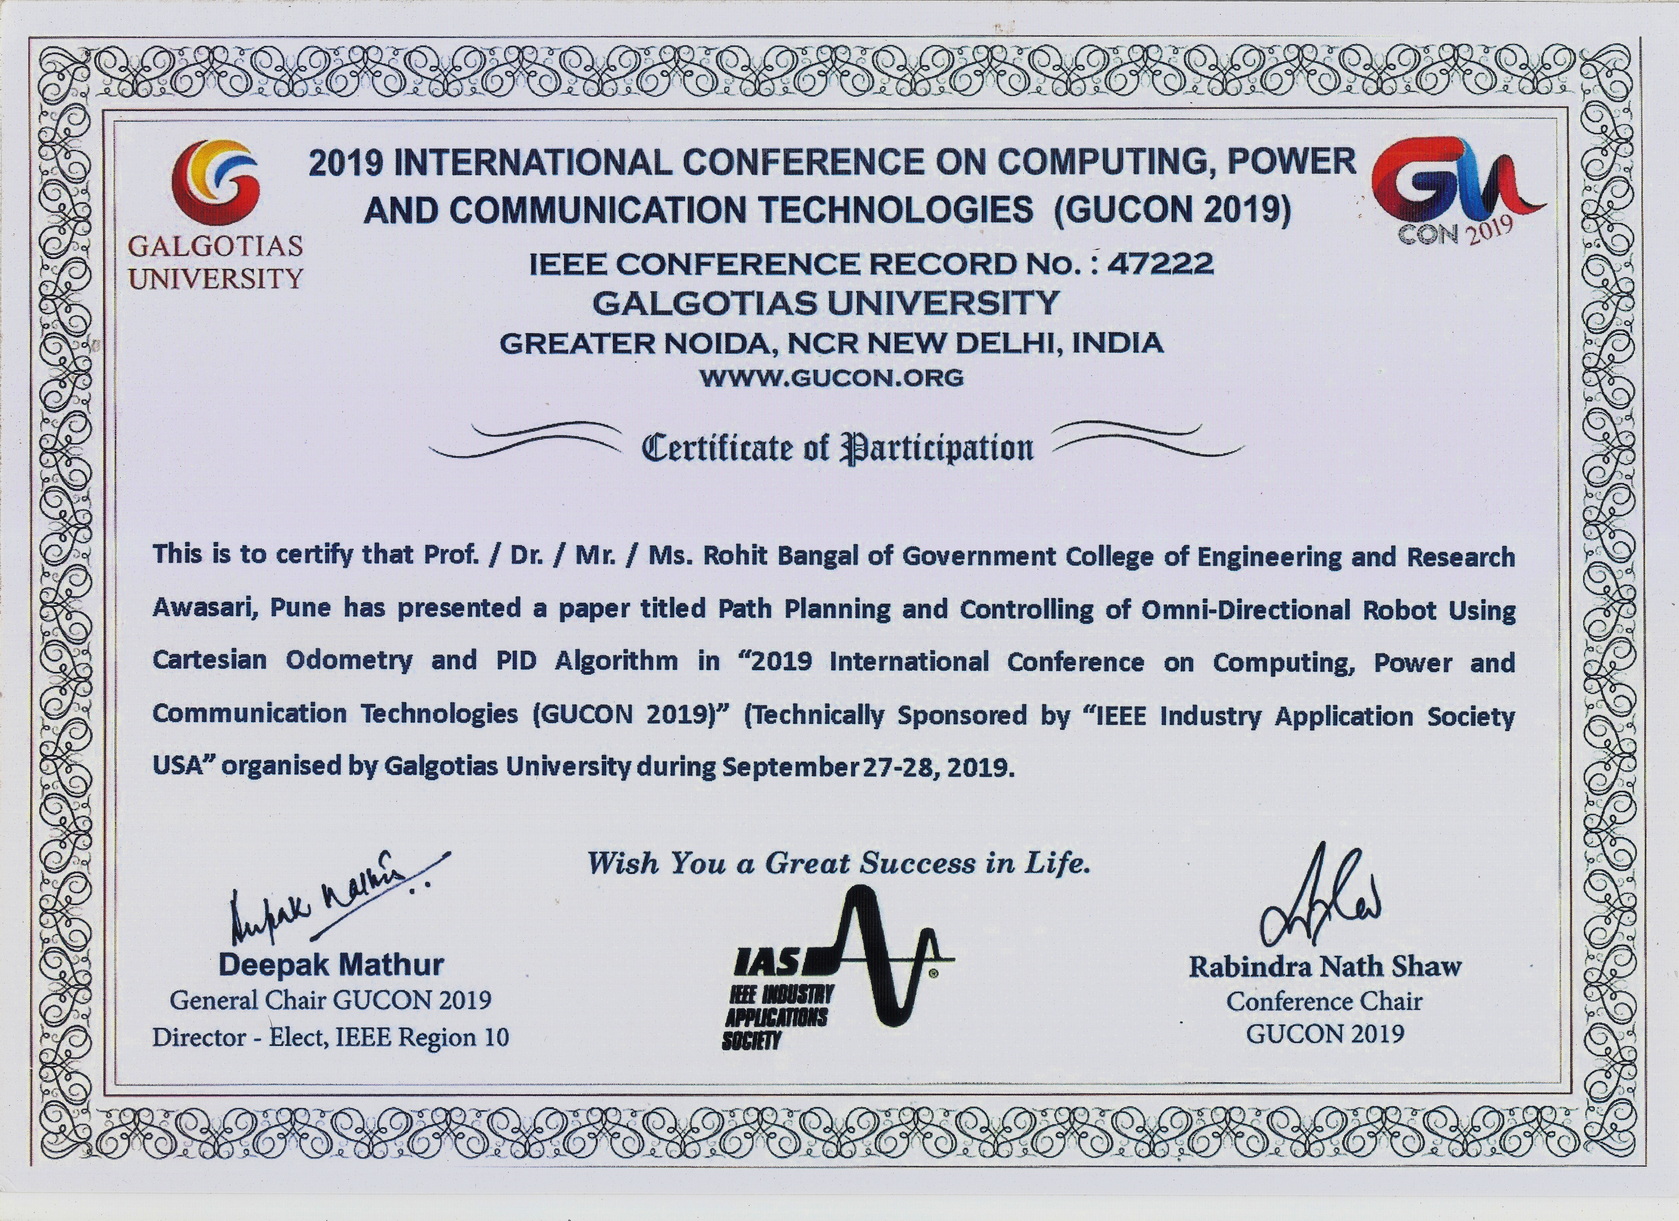 GALGOTIAS
UNIVERSITY
2019 INTERNATIONAL CONFERENCE ON COMPUTING, POWER
AND COMMUNICATION TECHNOLOGIES (GUCON 2019)
GU
CON 2019
IEEE CONFERENCE RECORD No. : 47222
GALGOTIAS UNIVERSITY
GREATER NOIDA, NCR NEW DELHI, INDIA
WWW.GUCON.ORG
Certificate of Participation
This is to certify that Prof. / Dr. / Mr. / Ms. Rohit Bangal of Government College of Engineering and Research
Awasari, Pune has presented a paper titled Path Planning and Controlling of Omni-Directional Robot Using
Cartesian Odometry and PID Algorithm in “2019 International Conference on Computing, Power and
Communication Technologies (GUCON 2019)” (Technically Sponsored by “IEEE Industry Application Society
USA” organised by Galgotias University during September 27-28, 2019.
Wish You a Great Success in Life.
Deepak Mathur
Deepak Mathur
General Chair GUCON 2019
Director - Elect, IEEE Region 10
IAS
IEEE INDUSTRY
APPLICATIONS
SOCIETY
®
Rabindra Nath Shaw
Conference Chair
GUCON 2019